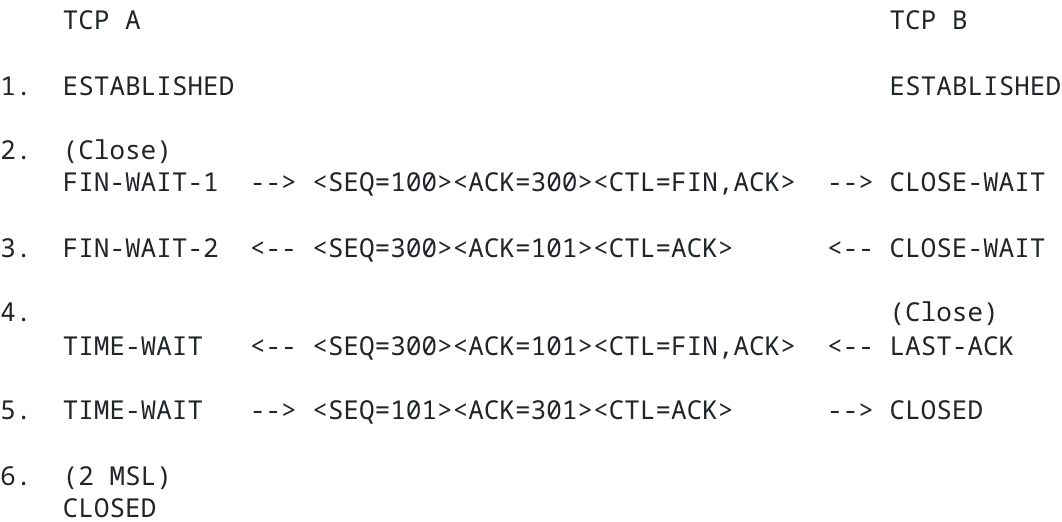 TCP A                                                TCP B

1.  ESTABLISHED                                          ESTABLISHED

2.  (Close)
    FIN-WAIT-1  --> <SEQ=100><ACK=300><CTL=FIN,ACK>  --> CLOSE-WAIT

3.  FIN-WAIT-2  <-- <SEQ=300><ACK=101><CTL=ACK>      <-- CLOSE-WAIT

4.                                                       (Close)
    TIME-WAIT   <-- <SEQ=300><ACK=101><CTL=FIN,ACK>  <-- LAST-ACK

5.  TIME-WAIT   --> <SEQ=101><ACK=301><CTL=ACK>      --> CLOSED

6.  (2 MSL)
    CLOSED